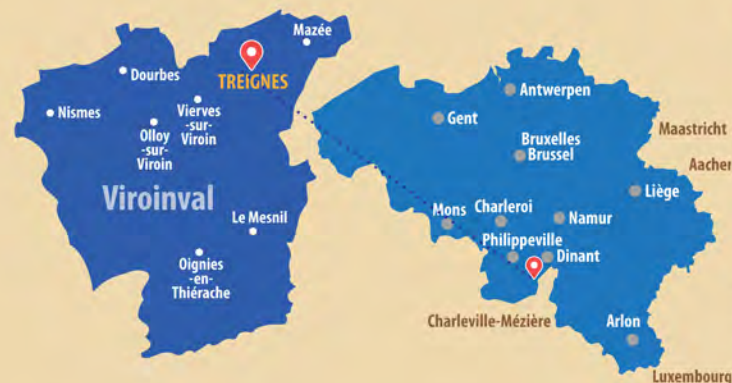 Mazée
TREiGNES
Dourbes
Nismes
Vierves
-sur-
Viroin
Olloy
-sur-
Viroin
Viroinval
Le Mesnil
Oignies
-en-
Thiérache
Antwerpen
Gent
Maastricht
Bruxelles
Brussel
Aachen
Liège
Mons
Charleroi
Namur
Philippeville
Dinant
Charleville-Mézière
Arlon
Luxembourg